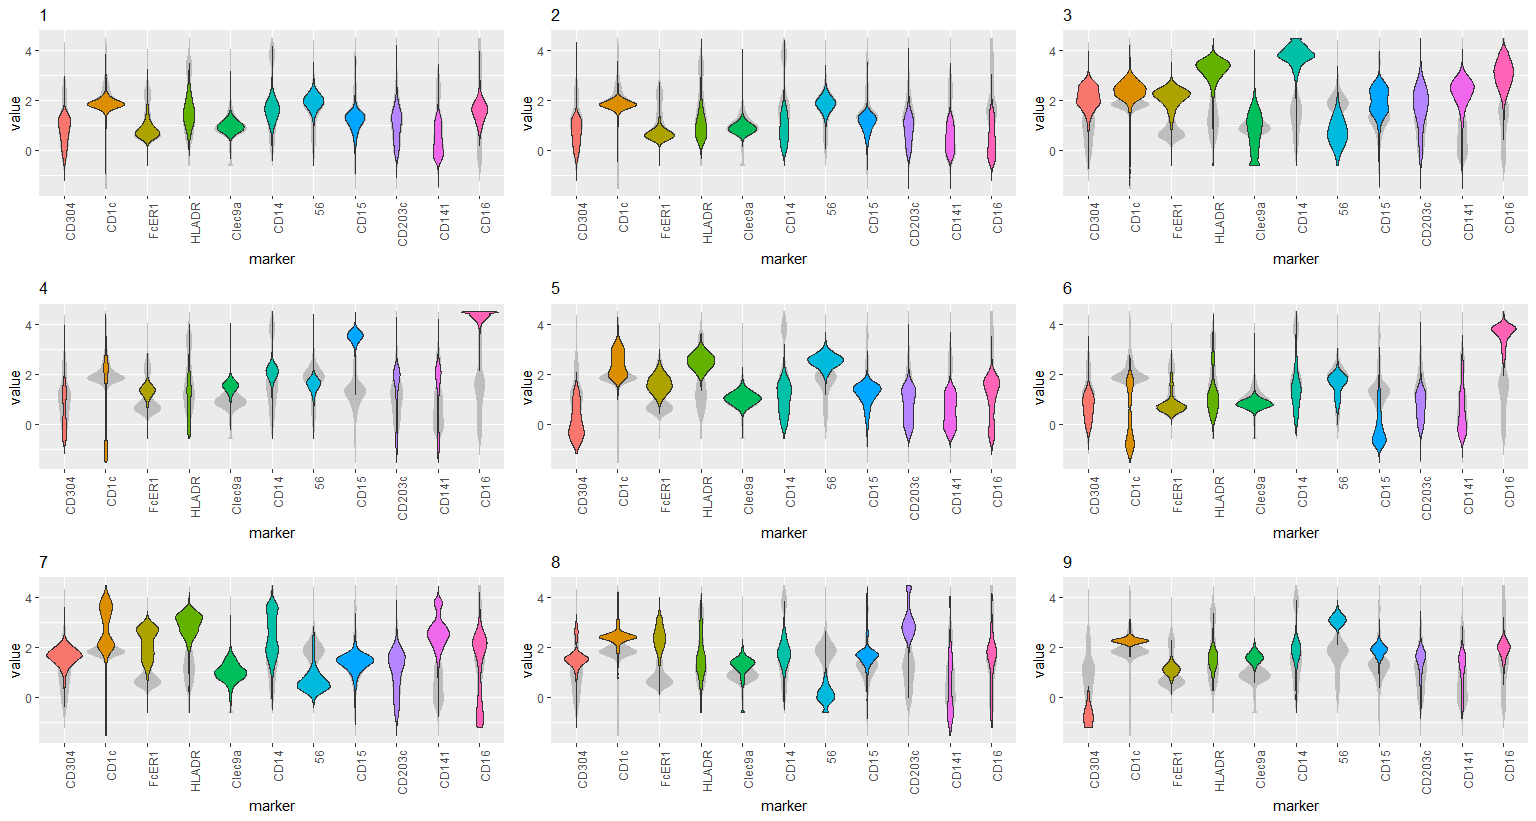 1
4
2
0
value
CD304
CD1c
FcER1
HLADR
Clec9a
CD14
56
CD15
CD203c
CD141
CD16
marker
2
4
2
0
value
CD304
CD1c
FcER1
HLADR
Clec9a
CD14
56
CD15
CD203c
CD141
CD16
marker
3
4
2
0
value
CD304
CD1c
FcER1
HLADR
Clec9a
CD14
56
CD15
CD203c
CD141
CD16
marker
4
4
2
0
value
CD304
CD1c
FcER1
HLADR
Clec9a
CD14
56
CD15
CD203c
CD141
CD16
marker
5
4
2
0
value
CD304
CD1c
FcER1
HLADR
Clec9a
CD14
56
CD15
CD203c
CD141
CD16
marker
6
4
2
0
value
CD304
CD1c
FcER1
HLADR
Clec9a
CD14
56
CD15
CD203c
CD141
CD16
marker
7
4
2
0
value
CD304
CD1c
FcER1
HLADR
Clec9a
CD14
56
CD15
CD203c
CD141
CD16
marker
8
4
2
0
value
CD304
CD1c
FcER1
HLADR
Clec9a
CD14
56
CD15
CD203c
CD141
CD16
marker
9
4
2
0
value
CD304
CD1c
FcER1
HLADR
Clec9a
CD14
56
CD15
CD203c
CD141
CD16
marker